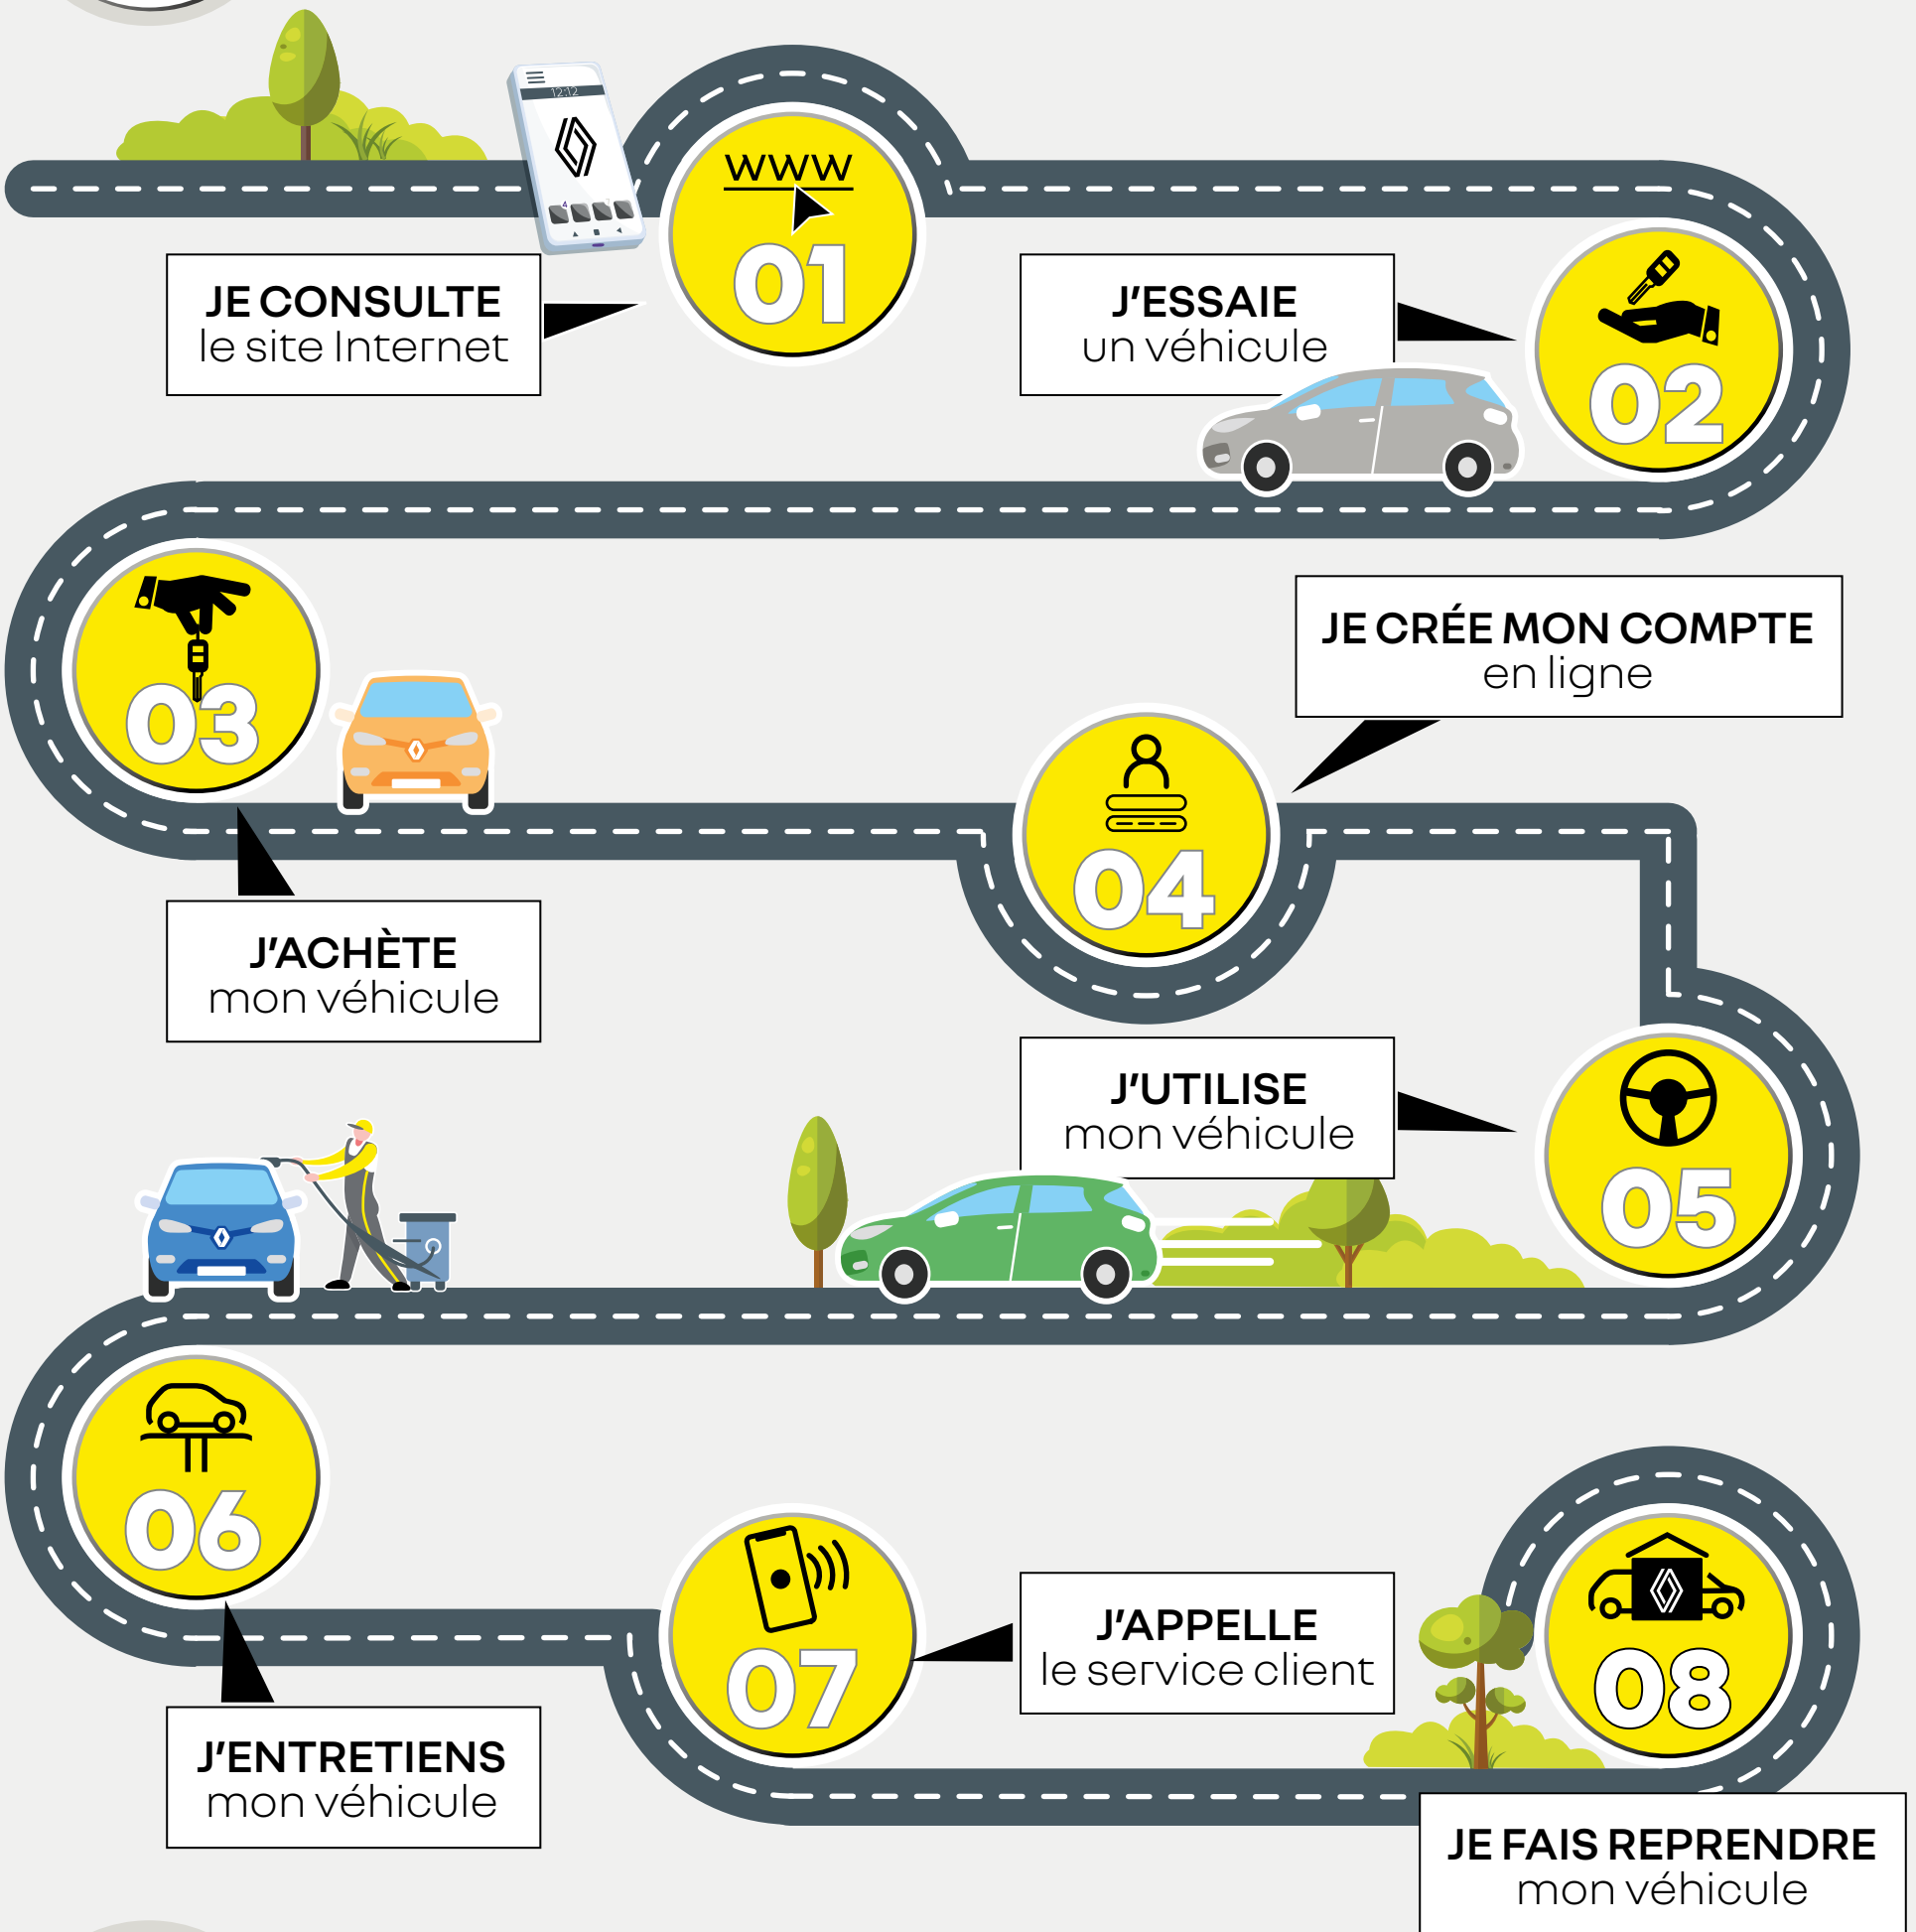 12:12
WWW
01
JE CONSULTE
le site Internet
J'ESSAIE
un véhicule
02
03
J'ACHÈTE
mon véhicule
JE CRÉE MON COMPTE
en ligne
04
J'UTILISE
mon véhicule
05
06
J'ENTRETIENS
mon véhicule
07
J'APPELLE
le service client
08
JE FAIS REPRENDRE
mon véhicule